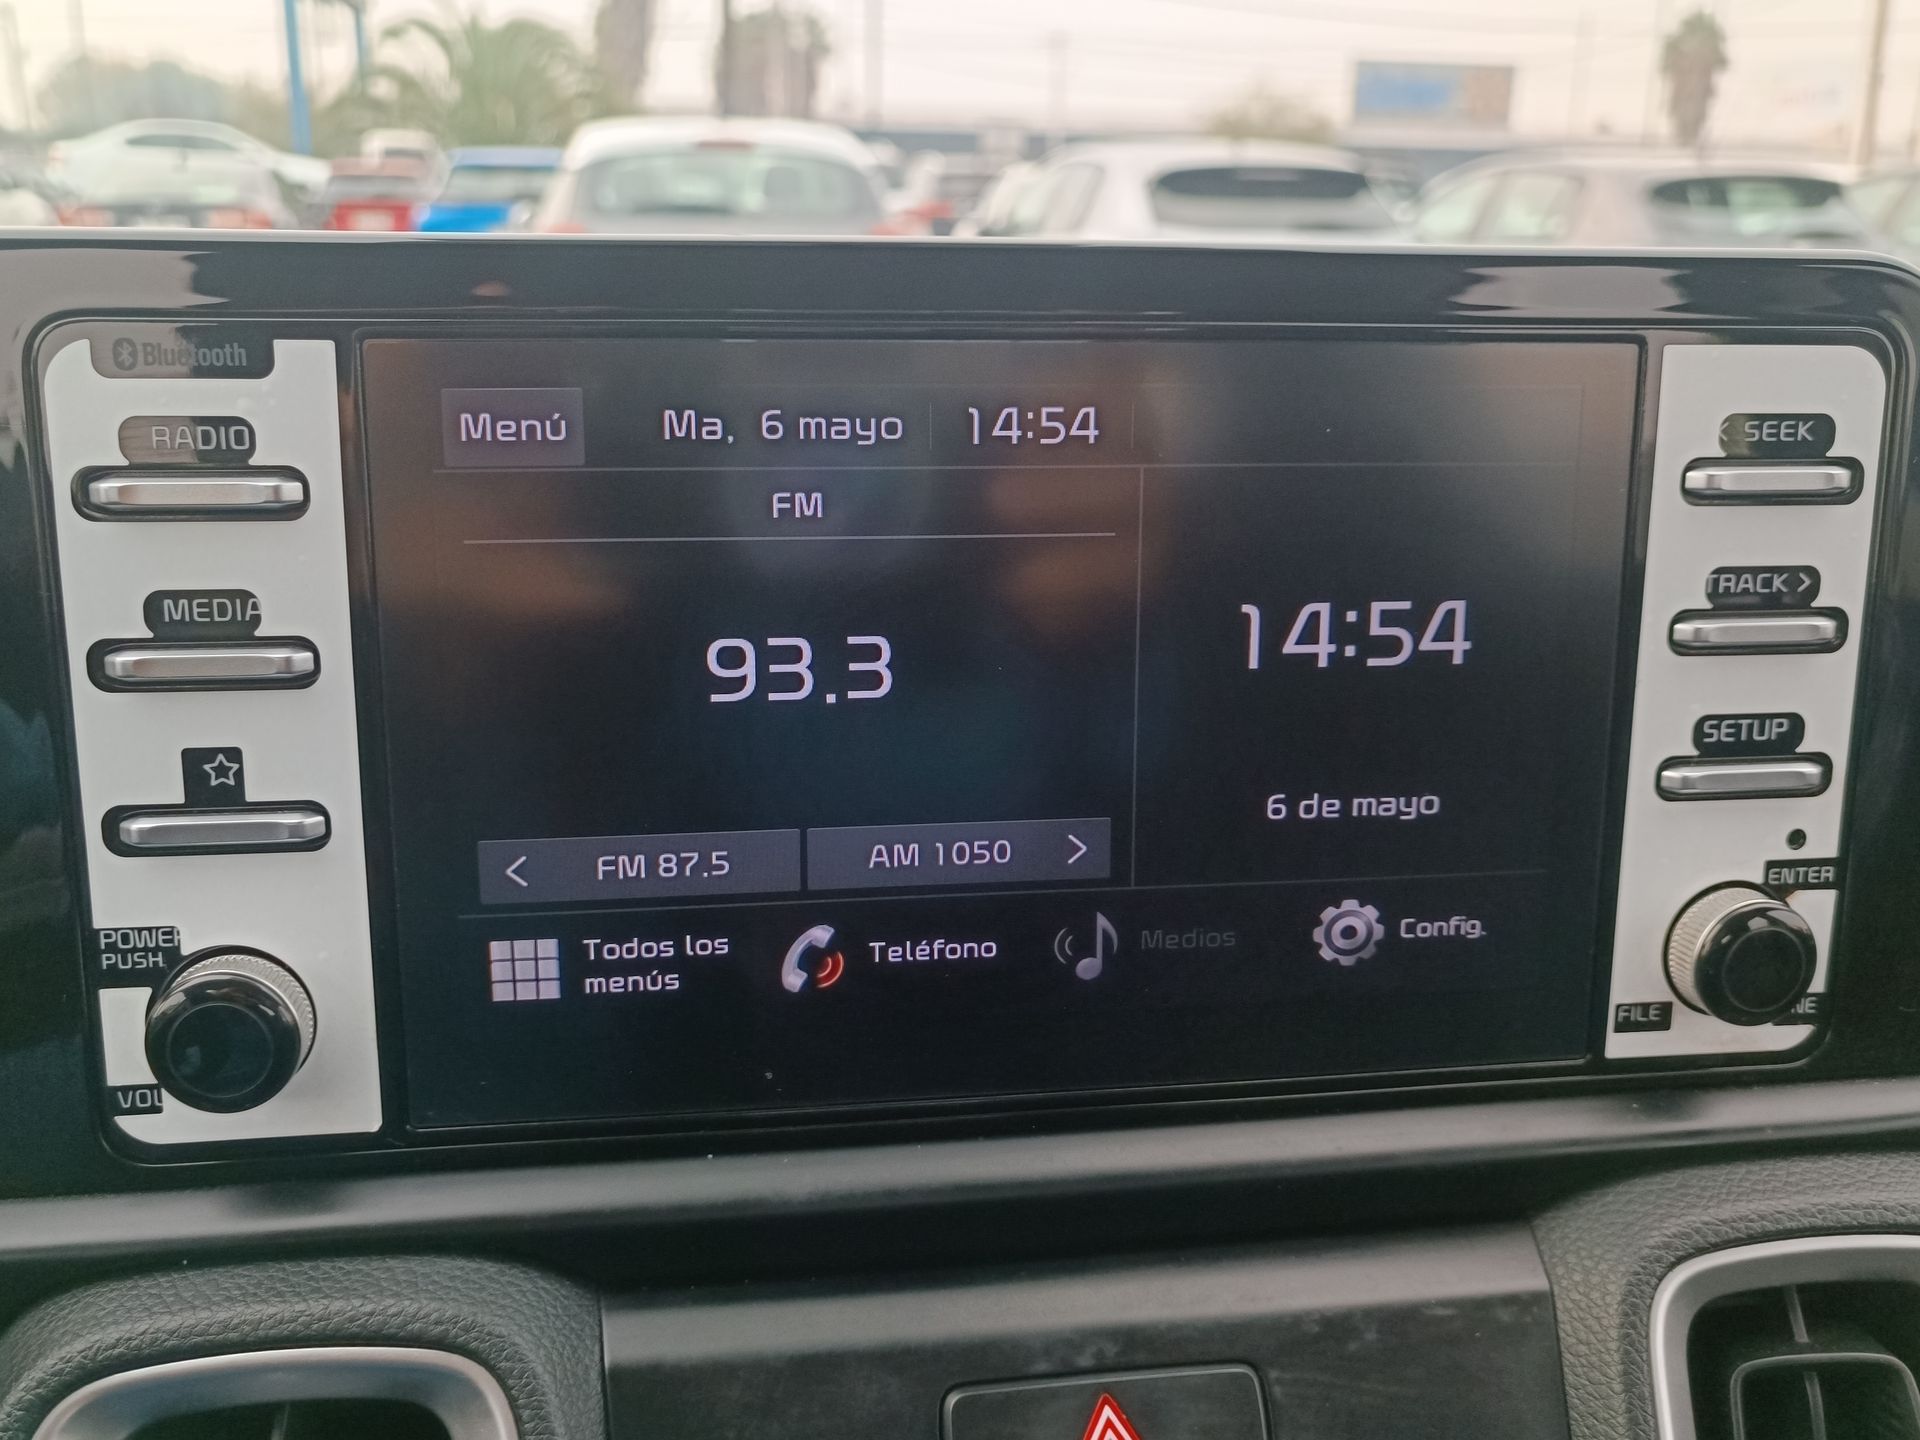 Bluetooth
RADIO
MEDIA
POWER
PUSH
VOL
Menú
Ma, 6 mayo
14:54
FM
93.3
FM 87.5
AM 1050
14:54
6 de mayo
Todos los
menús
Teléfono
Medios
Config.
SEEK
TRACK
SETUP
ENTER
FILE